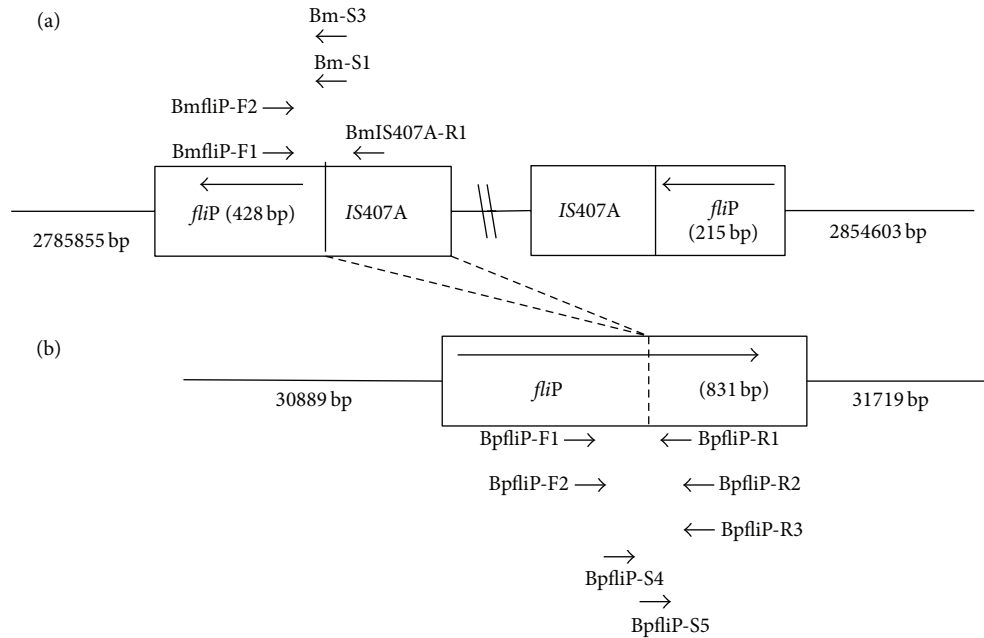 (a)
Bm-S3
Bm-S1
BmfliP-F2
BmfliP-F1
BmIS407A-R1
fliP (428 bp)
IS407A
IS407A
fliP
(215 bp)
2785855 bp
2854603 bp
(b)
fliP
(831 bp)
30889 bp
31719 bp
BpfliP-F1
BpfliP-R1
BpfliP-F2
BpfliP-R2
BpfliP-R3
BpfliP-S4
BpfliP-S5